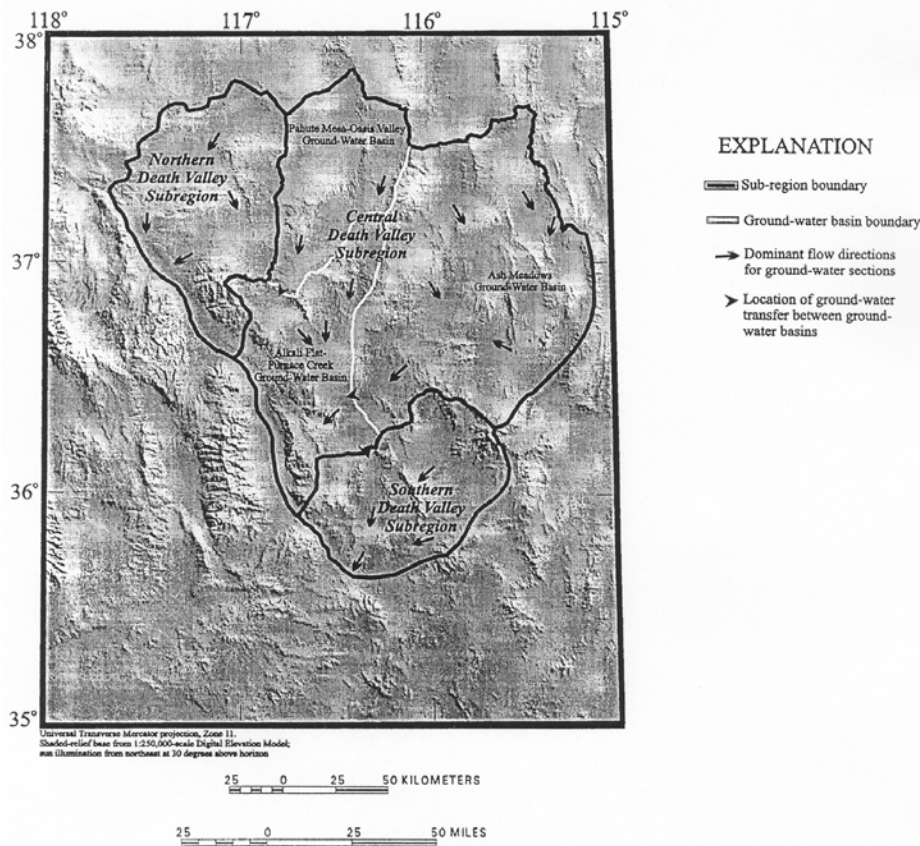 118°
117°
116°
115°
38°
37°
36°
35°
Pahute Mesa-Oasis Valley
Ground-Water Basin
Northern
Death Valley
Subregion
Central
Death Valley
Subregion
Ash Meadows
Ground-Water Basin
Alkali Flat-
Furnace Creek
Ground-Water Basin
Southern
Death Valley
Subregion
EXPLANATION
Sub-region boundary
Ground-water basin boundary
Dominant flow directions
for ground-water sections
Location of ground-water
transfer between ground-
water basins
Universal Transverse Mercator projection, Zone 11.
Shaded-relief base from 1:250,000-scale Digital Elevation Model;
sun illumination from northeast at 30 degrees above horizon
25 0 25 50 KILOMETERS
25 0 25 50 MILES